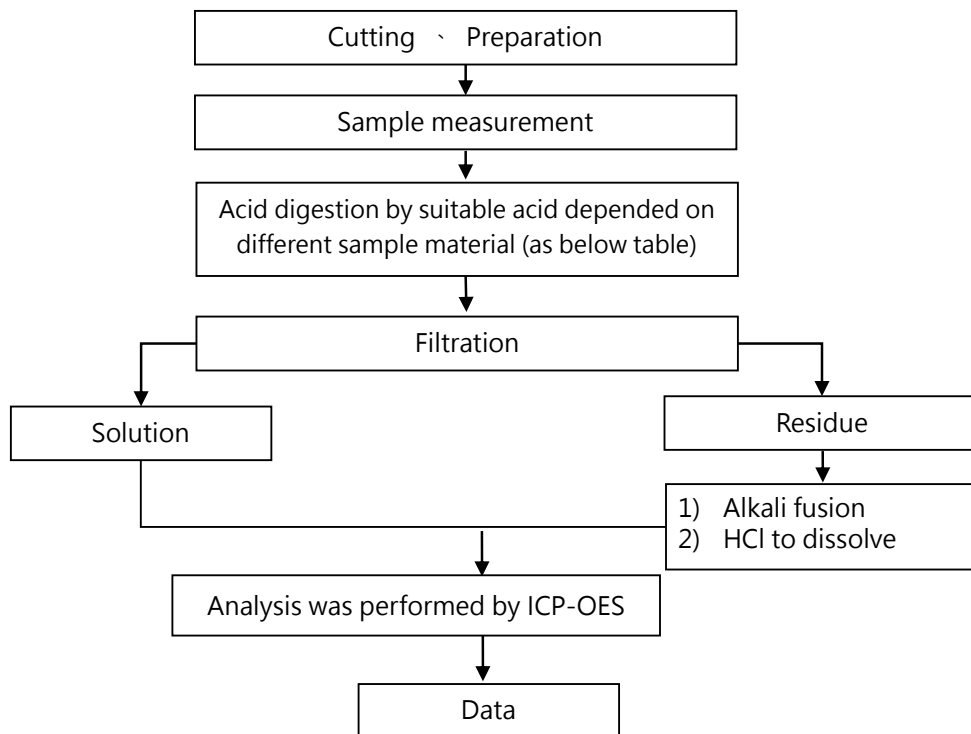 Cutting 、 Preparation
Sample measurement
Acid digestion by suitable acid depended on
different sample material (as below table)
Filtration
Solution
Residue
1) Alkali fusion
2) HCl to dissolve
Analysis was performed by ICP-OES
Data